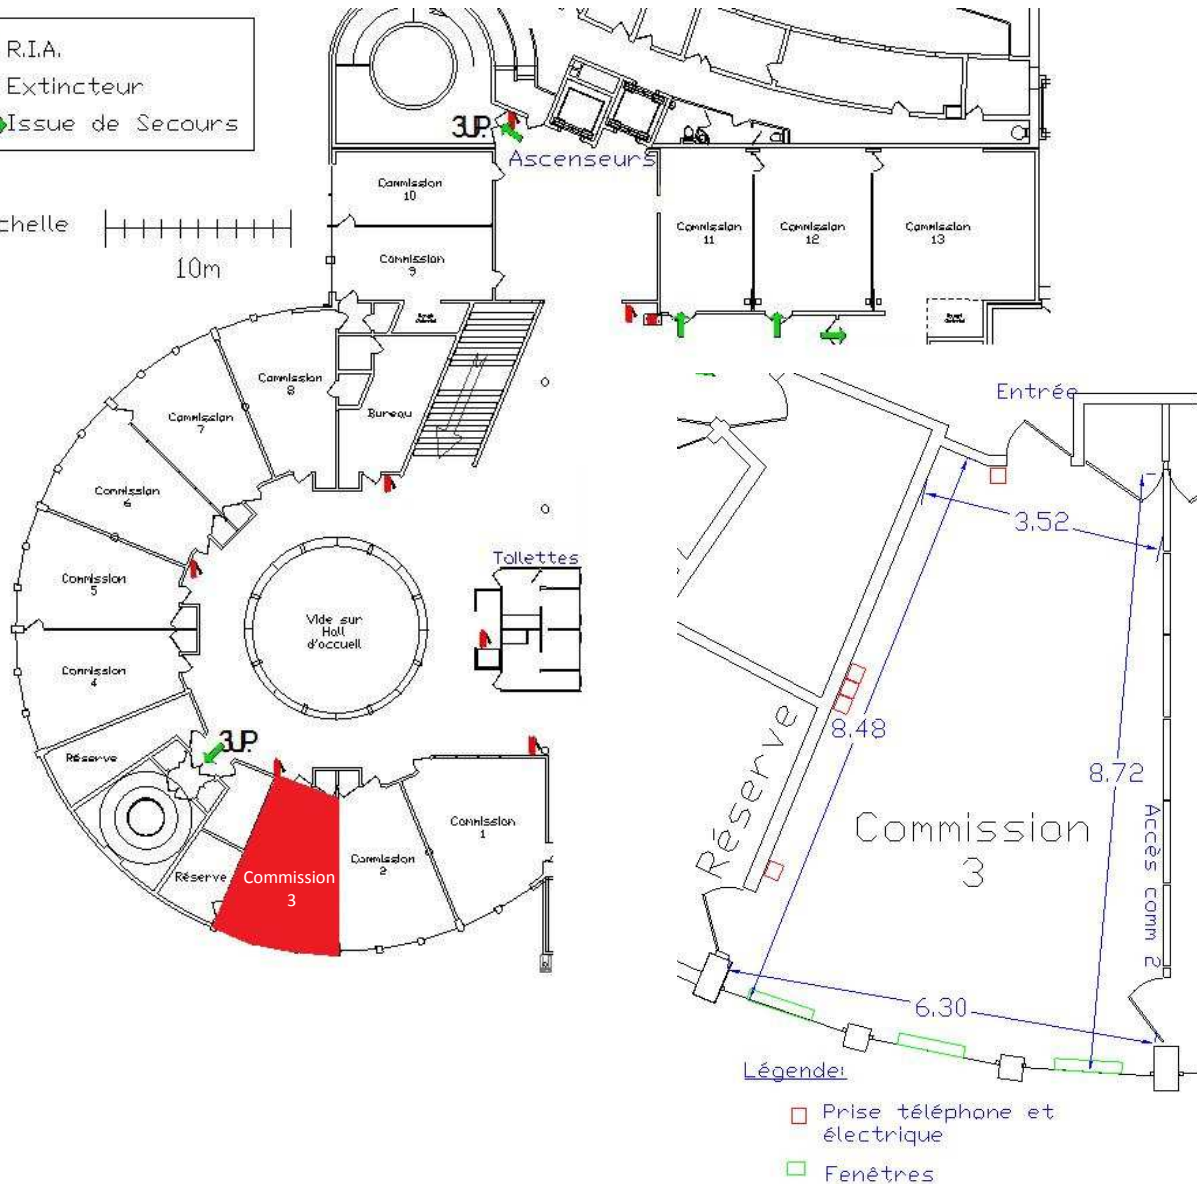 R.I.A.
Extincteur
Issue de Secours
chelle
10m
3U.P.
Ascenseurs
Commission
10
Commission
9
Commission
11
Commission
12
Commission
13
Commission
8
Commission
7
Bureau
Commission
6
Commission
5
Commission
4
Vide sur
Hall
d'accueil
Toilettes
Réserve
3U.P.
Réserve
Commission
3
Commission
2
Commission
1
Entrée
3.52
8.48
8.72
Réserve
Commission
3
Accès comm 2
6.30
Légende:
Prise téléphone et
électrique
Fenêtres